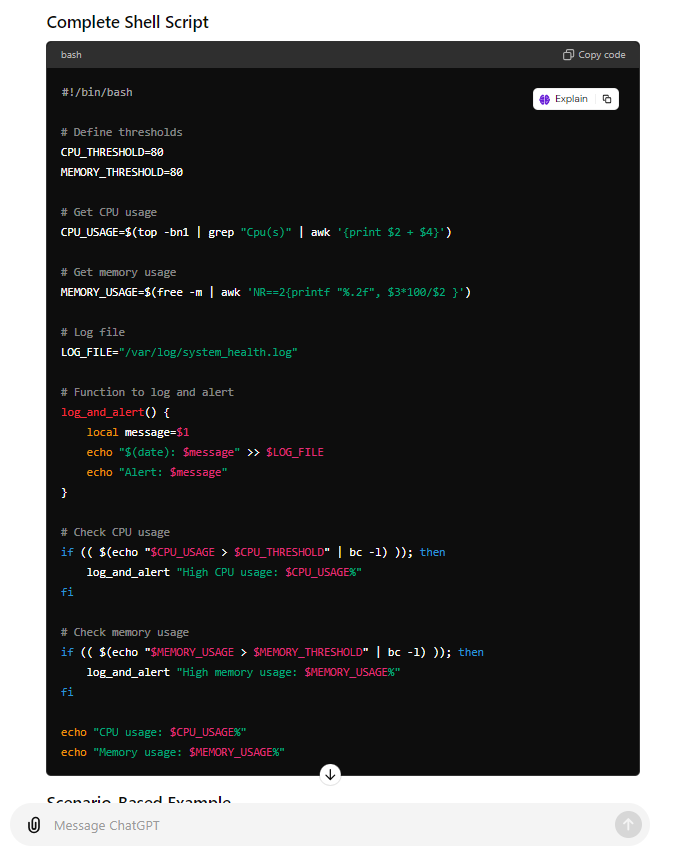 Complete Shell Script
bash
Copy code
#!/bin/bash
Explain
# Define thresholds
CPU_THRESHOLD=80
MEMORY_THRESHOLD=80
# Get CPU usage
CPU_USAGE=$(top -bn1 | grep "Cpu(s)" | awk '{print $2 + $4}')
# Get memory usage
MEMORY_USAGE=$(free -m | awk 'NR==2{printf "%.2f", $3*100/$2 }')
# Log file
LOG_FILE="/var/log/system_health.log"
# Function to log and alert
log_and_alert() {
    local message=$1
    echo "$(date): $message" >> $LOG_FILE
    echo "Alert: $message"
}
# Check CPU usage
if (( $(echo "$CPU_USAGE > $CPU_THRESHOLD" | bc -l) )); then
    log_and_alert "High CPU usage: $CPU_USAGE%"
fi
# Check memory usage
if (( $(echo "$MEMORY_USAGE > $MEMORY_THRESHOLD" | bc -l) )); then
    log_and_alert "High memory usage: $MEMORY_USAGE%"
fi
echo "CPU usage: $CPU_USAGE%"
echo "Memory usage: $MEMORY_USAGE%"
Scenario-Based Example
Message ChatGPT